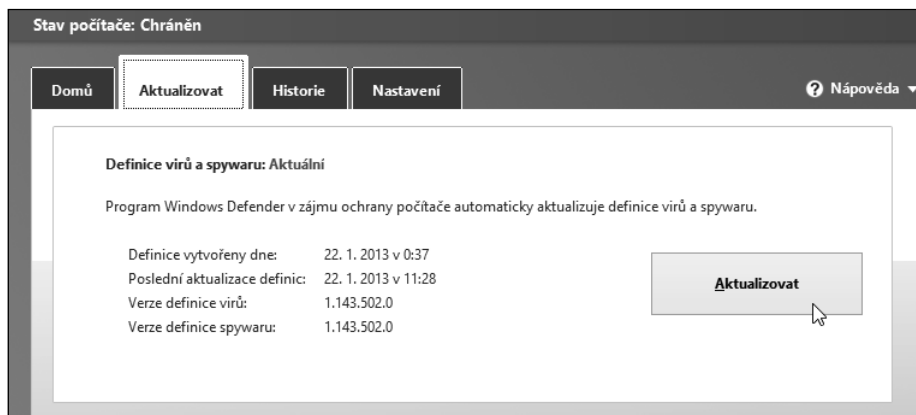 Stav počítače: Chráněn
Domů Aktualizovat Historie Nastavení Nápověda
Definice virů a spywaru: Aktuální
Program Windows Defender v zájmu ochrany počítače automaticky aktualizuje definice virů a spywaru.
Definice vytvořeny dne: 22. 1. 2013 v 0:37
Poslední aktualizace definic: 22. 1. 2013 v 11:28
Verze definice virů: 1.143.502.0
Verze definice spywaru: 1.143.502.0
Aktualizovat